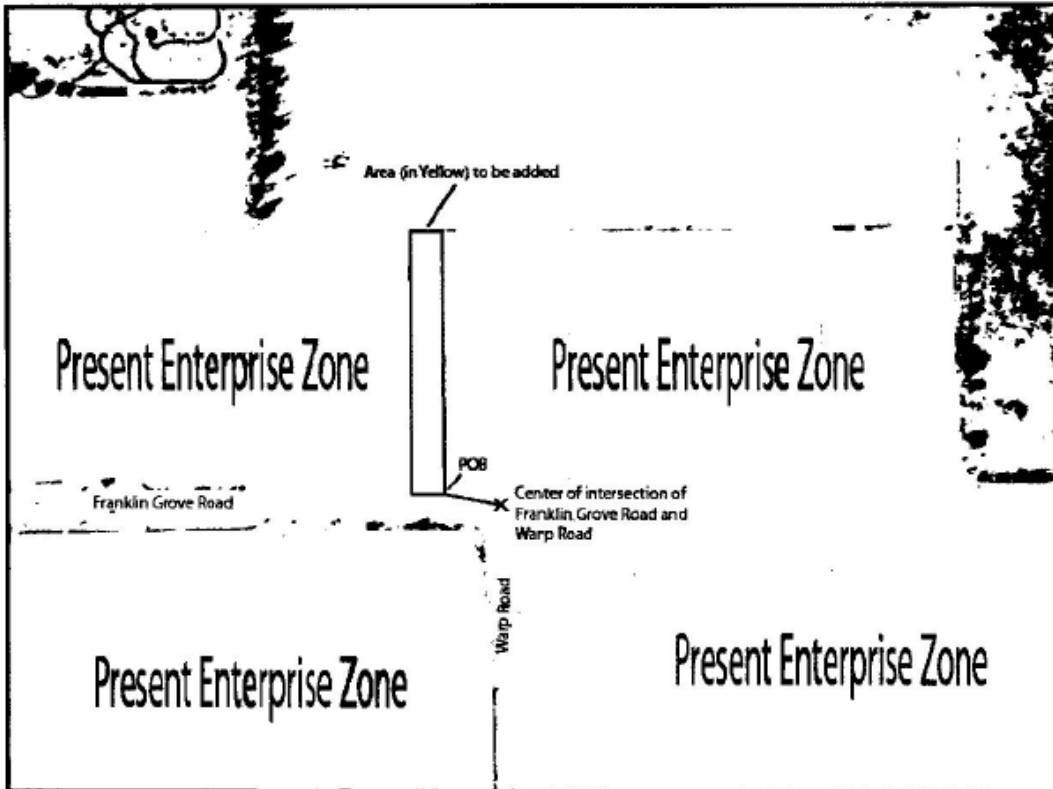 Area (in Yellow) to be added
Present Enterprise Zone
Present Enterprise Zone
POB
Franklin Grove Road
Center of intersection of
Franklin Grove Road and
Warp Road
Warp Road
Present Enterprise Zone
Present Enterprise Zone